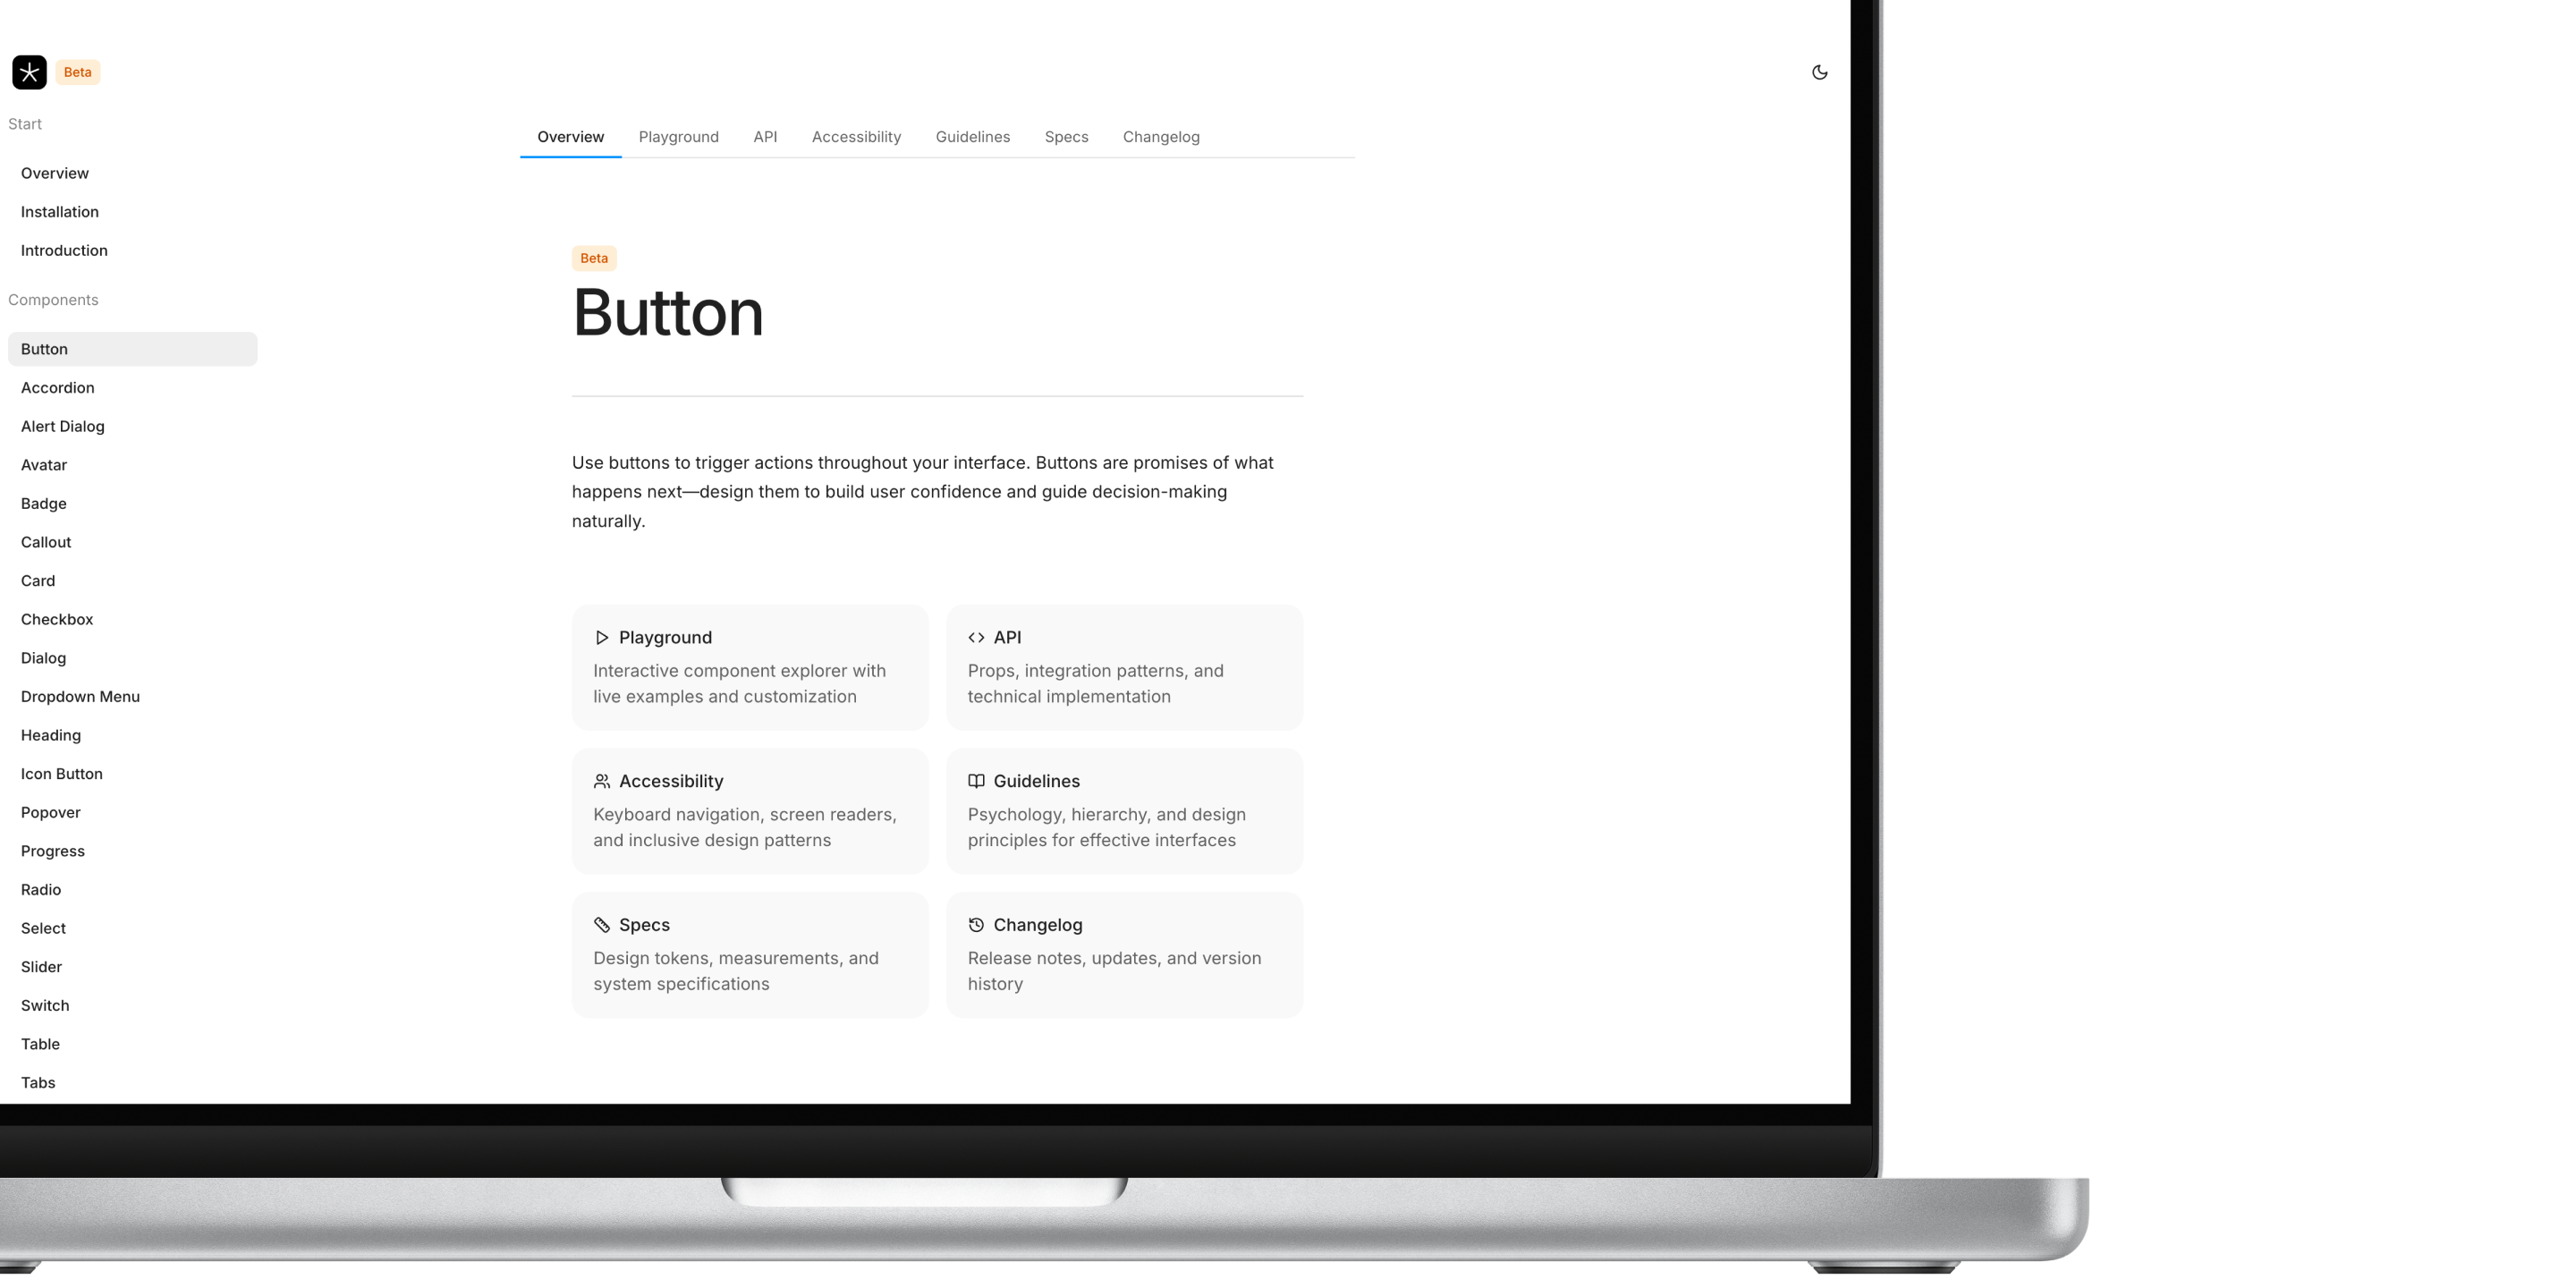 Beta
Start
Overview
Installation
Introduction
Components
Button
Accordion
Alert Dialog
Avatar
Badge
Callout
Card
Checkbox
Dialog
Dropdown Menu
Heading
Icon Button
Popover
Progress
Radio
Select
Slider
Switch
Table
Tabs
Overview Playground API Accessibility Guidelines Specs Changelog
Beta
Button
Use buttons to trigger actions throughout your interface. Buttons are promises of what
happens next—design them to build user confidence and guide decision-making
naturally.
Playground
Interactive component explorer with
live examples and customization
API
Props, integration patterns, and
technical implementation
Accessibility
Keyboard navigation, screen readers,
and inclusive design patterns
Guidelines
Psychology, hierarchy, and design
principles for effective interfaces
Specs
Design tokens, measurements, and
system specifications
Changelog
Release notes, updates, and version
history